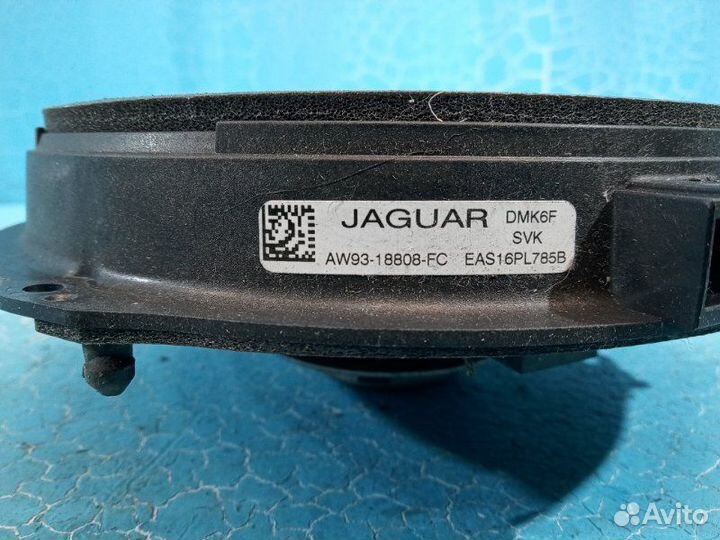 JAGUAR DMK6F
SVK
AW93-18808-FC EAS16PL785B
Avito